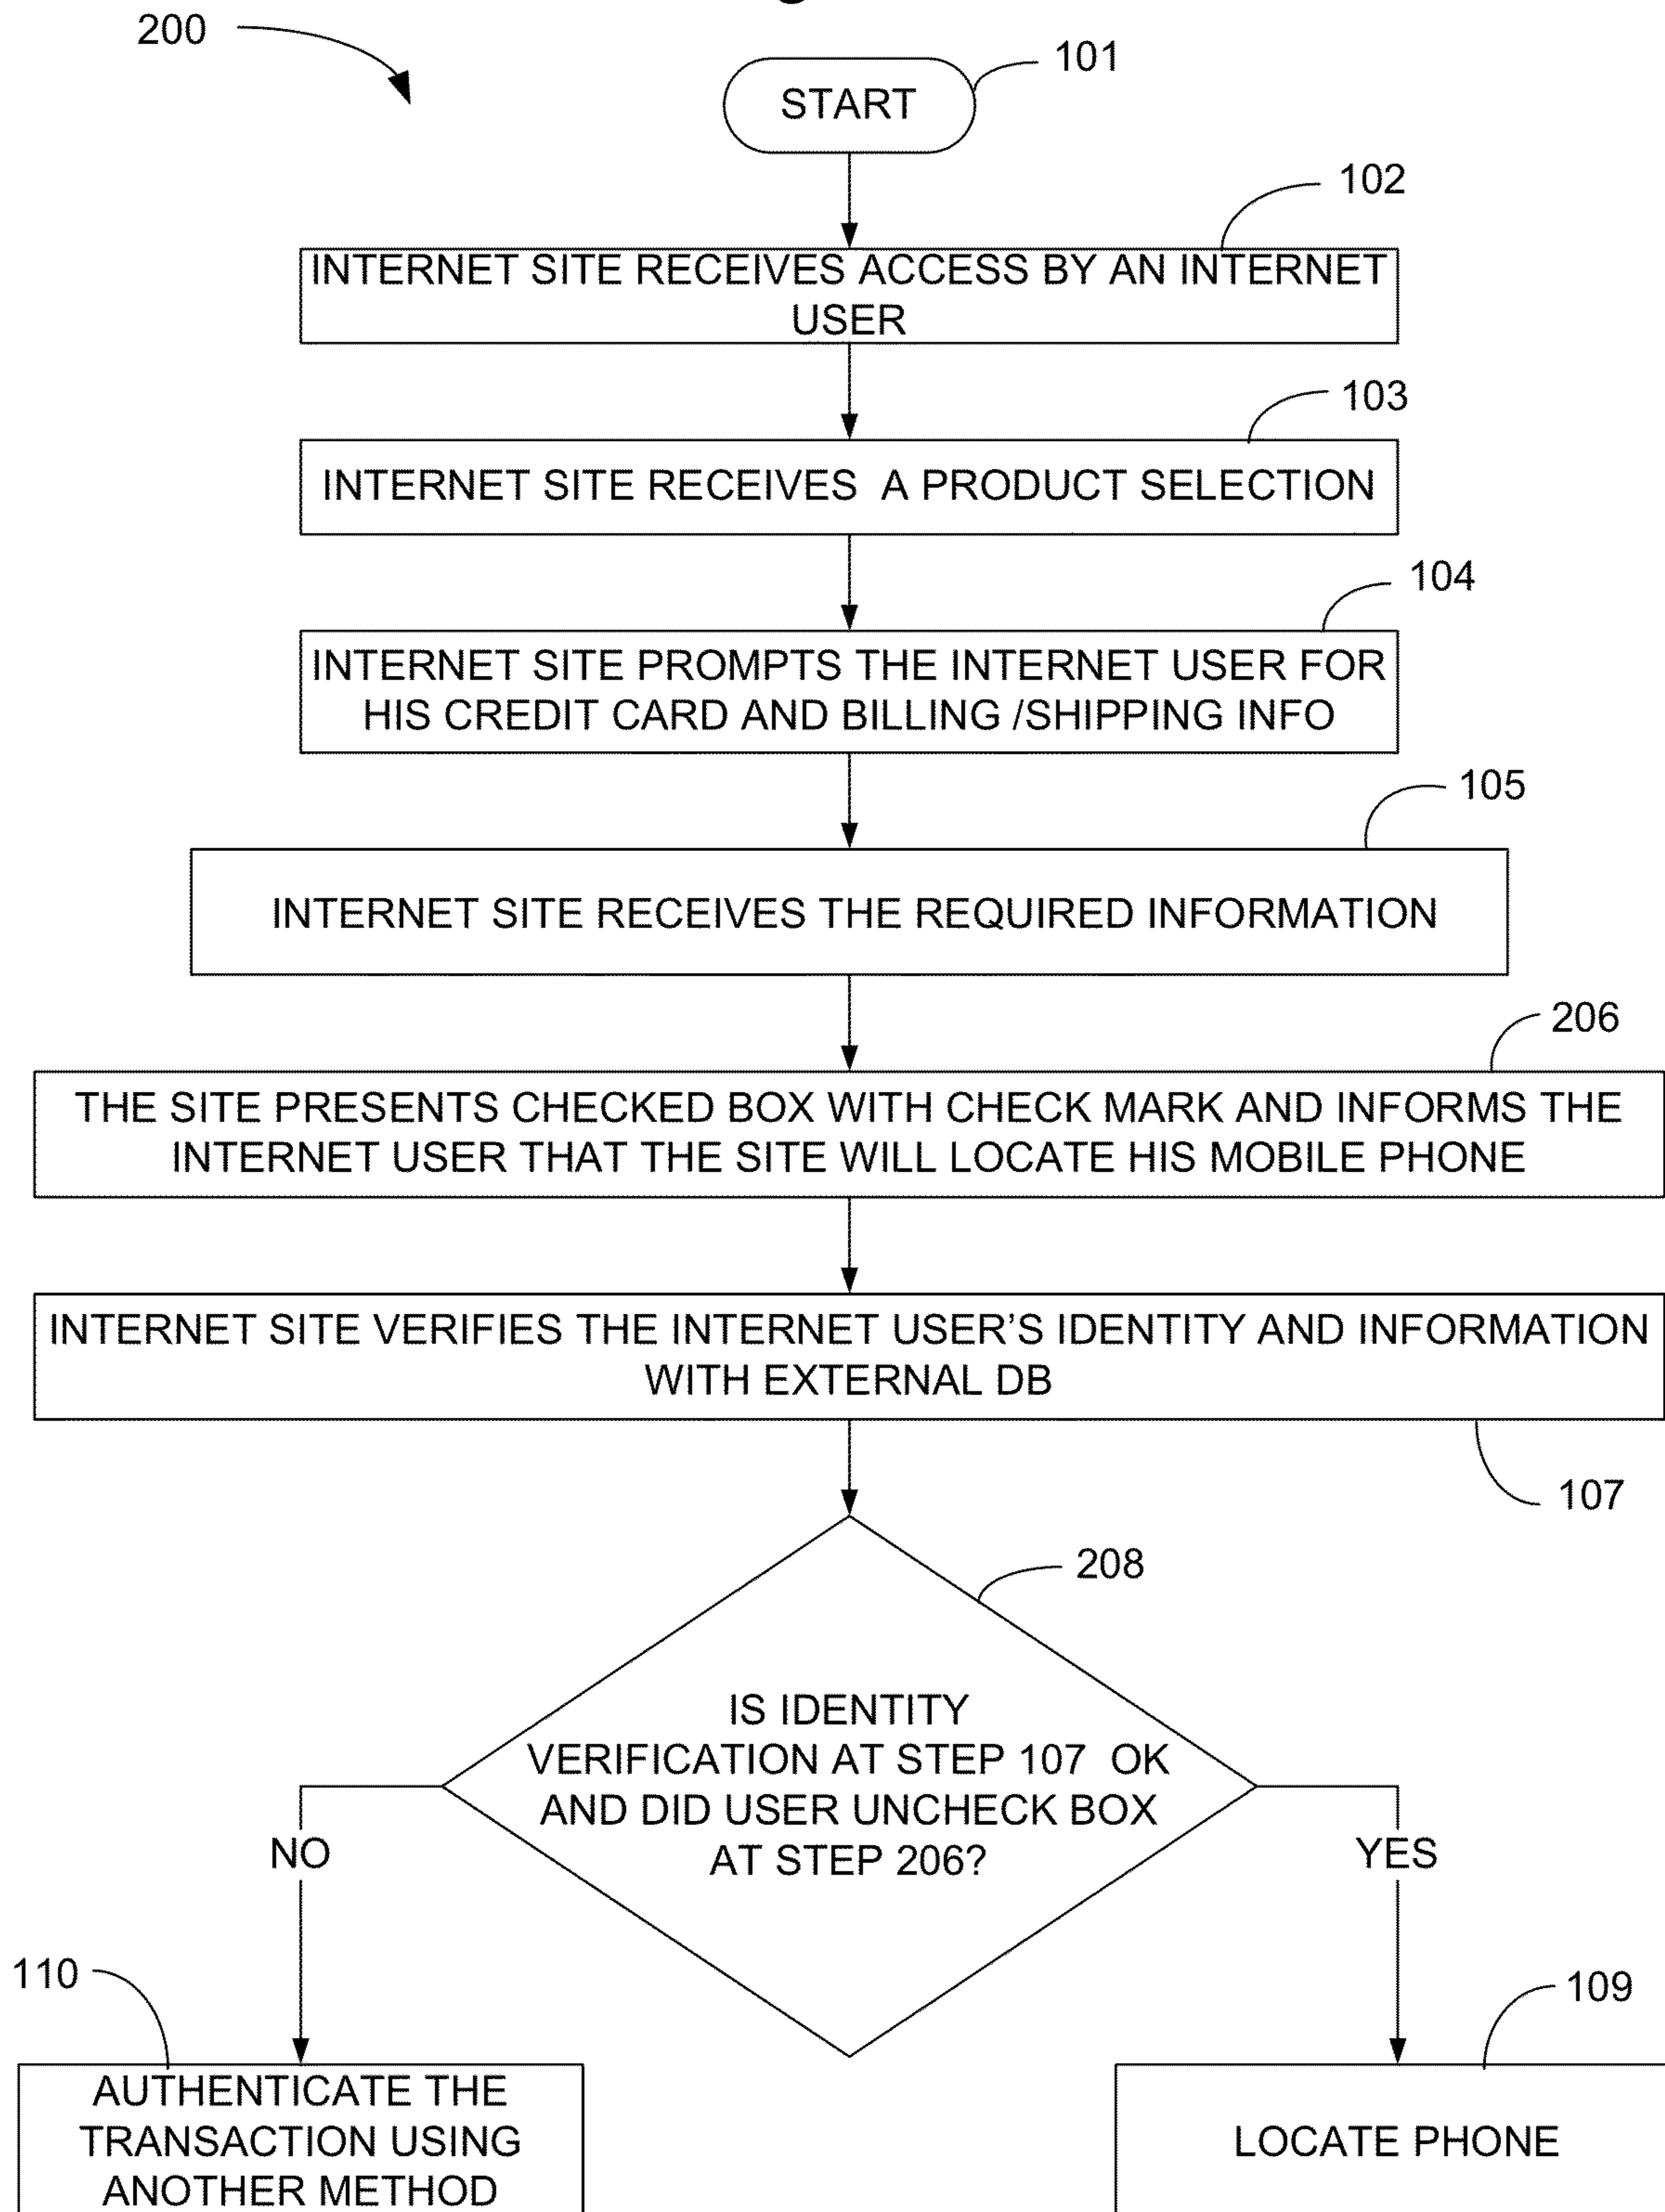 200
101
START
102
INTERNET SITE RECEIVES ACCESS BY AN INTERNET
USER
103
INTERNET SITE RECEIVES A PRODUCT SELECTION
104
INTERNET SITE PROMPTS THE INTERNET USER FOR
HIS CREDIT CARD AND BILLING /SHIPPING INFO
105
INTERNET SITE RECEIVES THE REQUIRED INFORMATION
206
THE SITE PRESENTS CHECKED BOX WITH CHECK MARK AND INFORMS THE
INTERNET USER THAT THE SITE WILL LOCATE HIS MOBILE PHONE
INTERNET SITE VERIFIES THE INTERNET USER’S IDENTITY AND INFORMATION
WITH EXTERNAL DB
107
208
IS IDENTITY
VERIFICATION AT STEP 107 OK
AND DID USER UNCHECK BOX
AT STEP 206?
NO
YES
110
109
AUTHENTICATE THE
TRANSACTION USING
ANOTHER METHOD
LOCATE PHONE